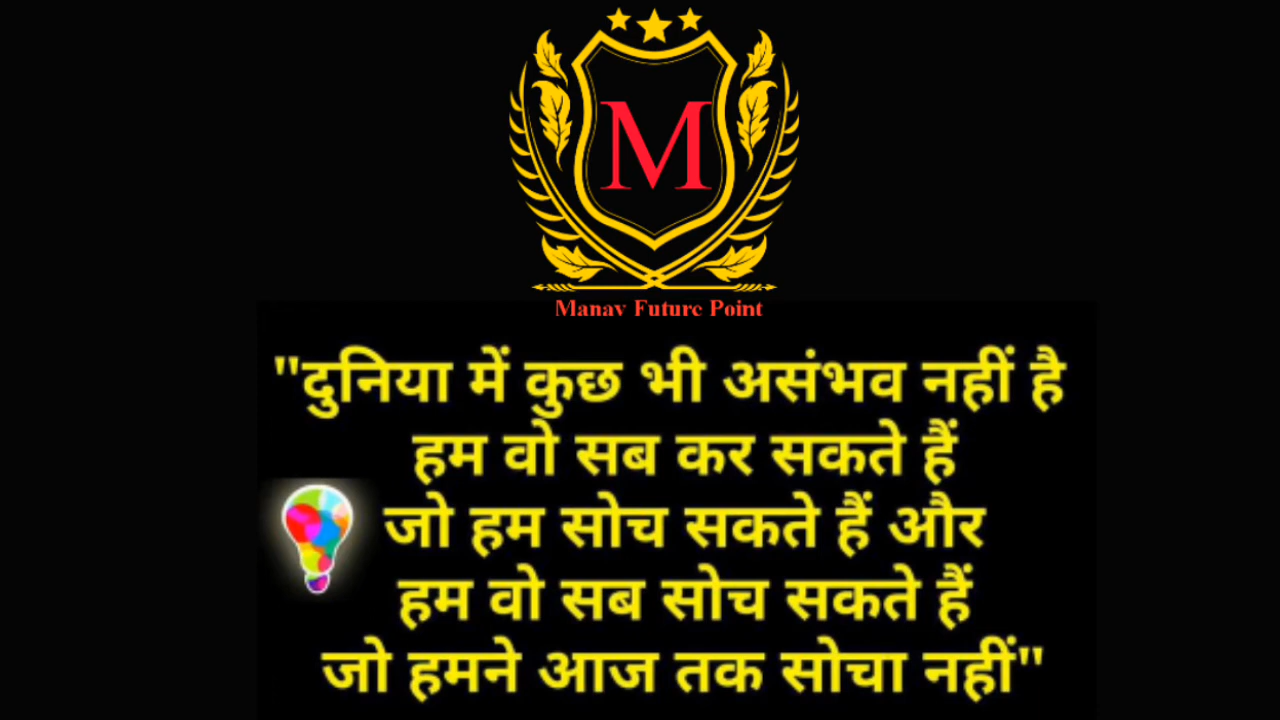 M
Manav Future Point
"दुनिया में कुछ भी असंभव नहीं है
हम वो सब कर सकते हैं
जो हम सोच सकते हैं और
हम वो सब सोच सकते हैं
जो हमने आज तक सोचा नहीं"